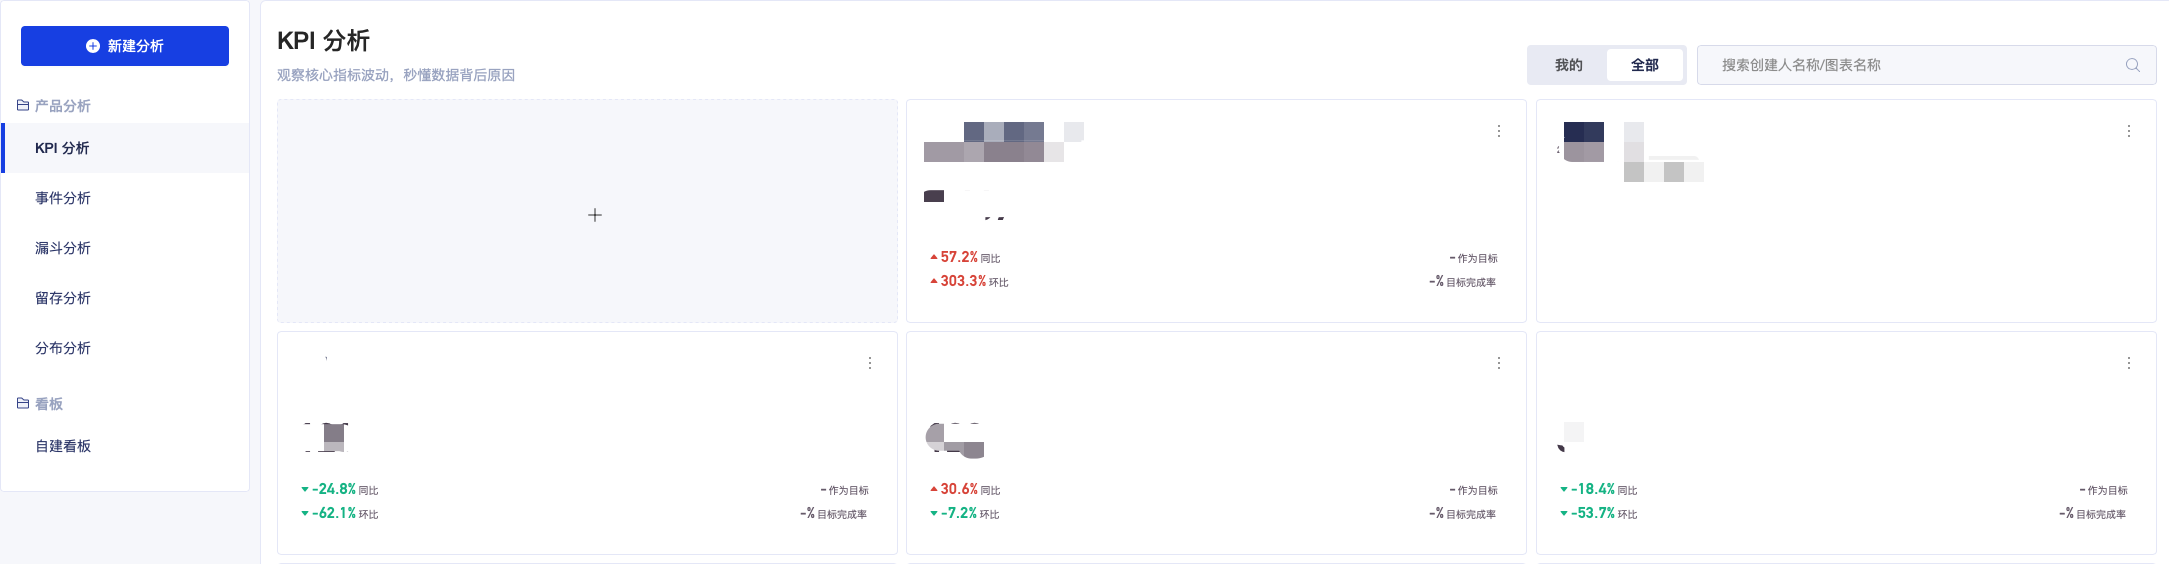 新建分析
产品分析
KPI 分析
事件分析
漏斗分析
留存分析
分布分析
看板
自建看板
KPI 分析
观察核心指标波动，秒懂数据背后原因
我的 全部 搜索创建人名称/图表名称
57.2% 同比 - 作为目标
303.3% 环比 -% 目标完成率
-24.8% 同比 - 作为目标
-62.1% 环比 -% 目标完成率
30.6% 同比 - 作为目标
-7.2% 环比 -% 目标完成率
-18.4% 同比 - 作为目标
-53.7% 环比 -% 目标完成率